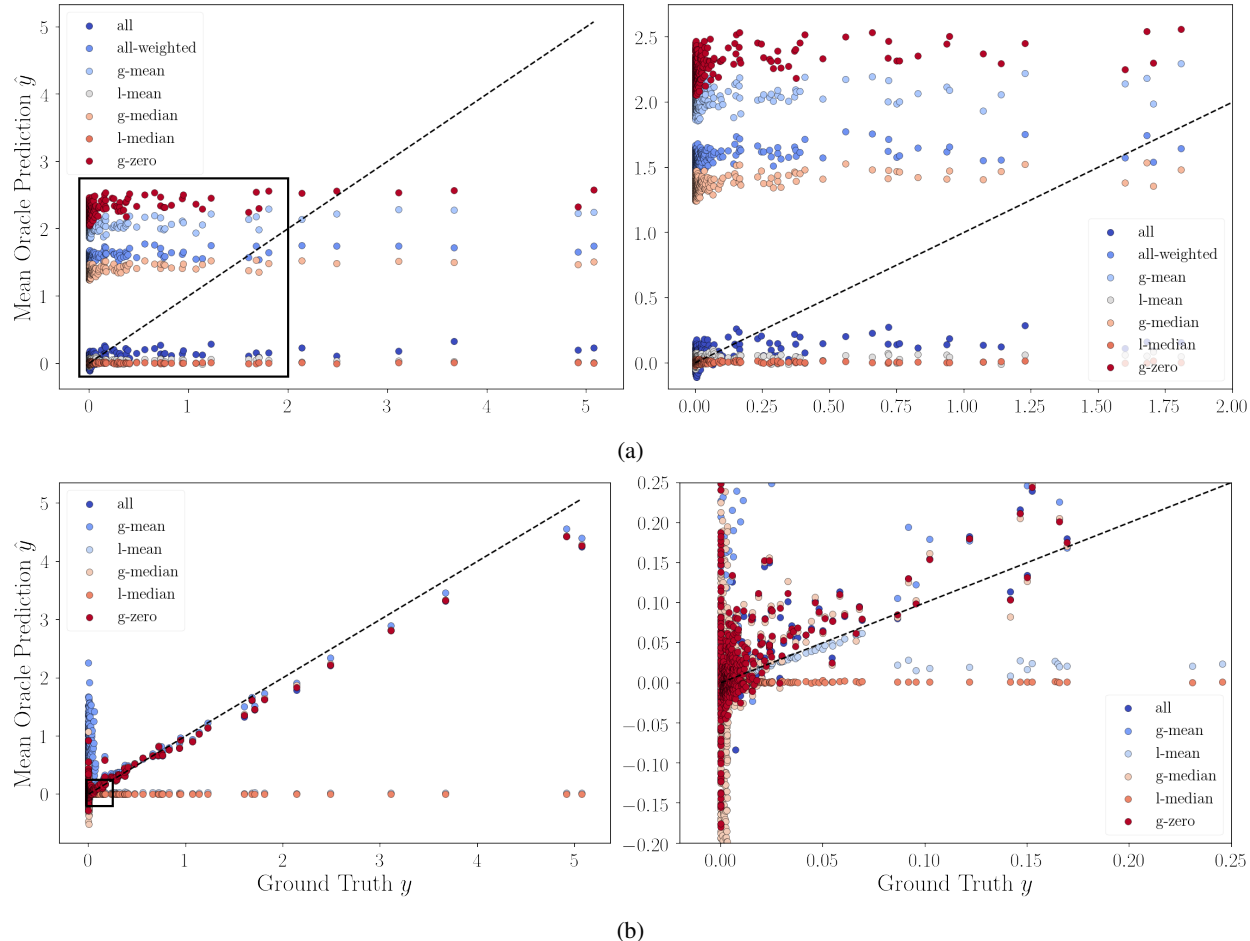 all
all-weighted
g-mean
l-mean
g-median
l-median
g-zero
Mean Oracle Prediction ŷ
5
4
3
2
1
0
0 1 2 3 4 5
all
all-weighted
g-mean
l-mean
g-median
l-median
g-zero
2.5
2.0
1.5
1.0
0.5
0.0
0.00 0.25 0.50 0.75 1.00 1.25 1.50 1.75 2.00
(a)
all
g-mean
l-mean
g-median
l-median
g-zero
Mean Oracle Prediction ŷ
5
4
3
2
1
0
0 1 2 3 4 5
Ground Truth y
0.25
0.20
0.15
0.10
0.05
0.00
−0.05
−0.10
−0.15
−0.20
all
g-mean
l-mean
g-median
l-median
g-zero
0.00 0.05 0.10 0.15 0.20 0.25
Ground Truth y
(b)